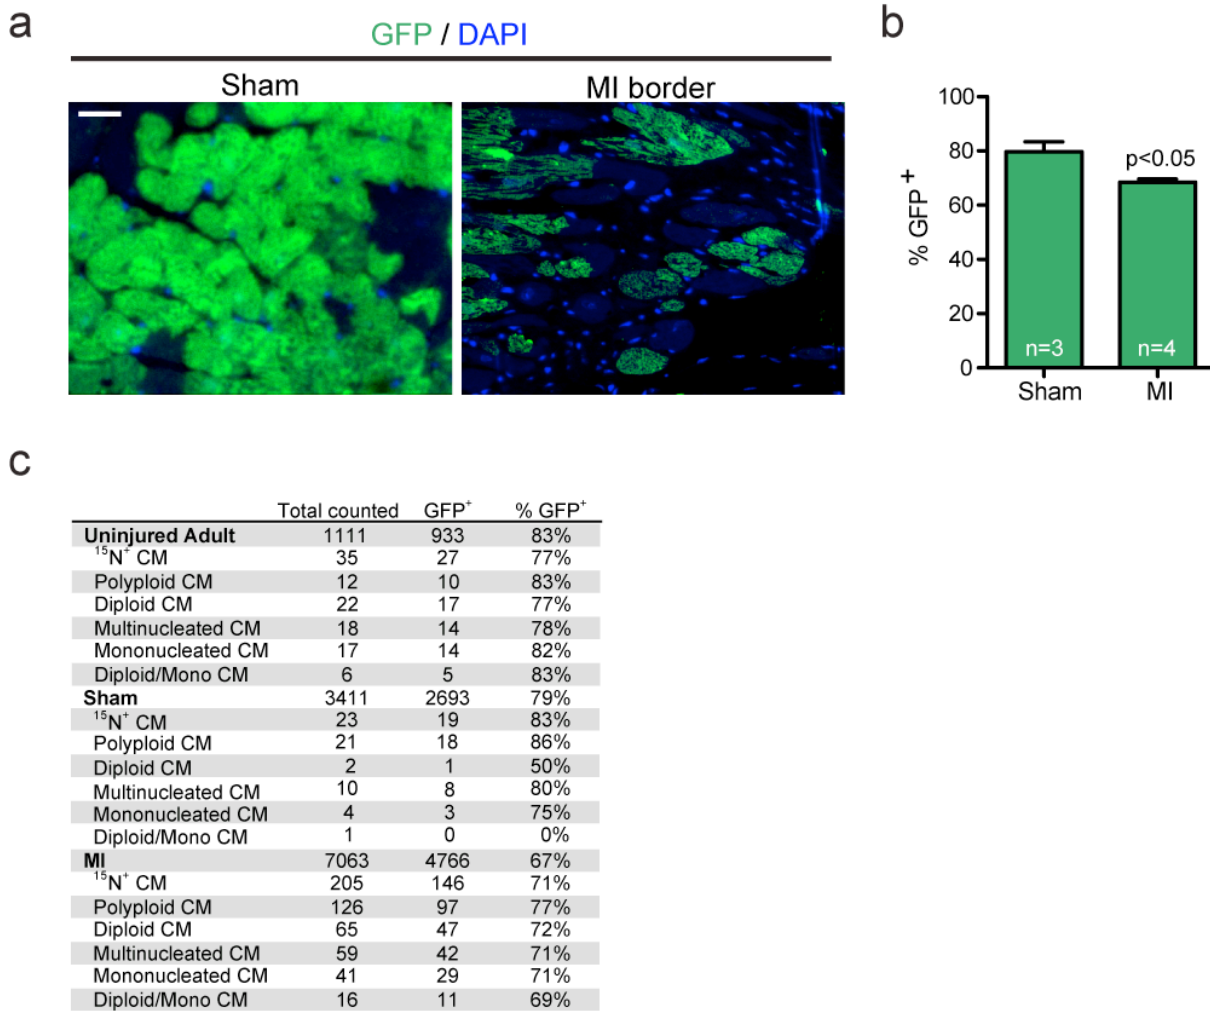 a
GFP / DAPI
Sham
MI border
b
100
80
60
40
20
0
% GFP+
p<0.05
n=3
n=4
Sham
MI
c
Total counted GFP+ % GFP+
Uninjured Adult 1111 933 83%
15N+ CM 35 27 77%
Polyploid CM 12 10 83%
Diploid CM 22 17 77%
Multinucleated CM 18 14 78%
Mononucleated CM 17 14 82%
Diploid/Mono CM 6 5 83%
Sham 3411 2693 79%
15N+ CM 23 19 83%
Polyploid CM 21 18 86%
Diploid CM 2 1 50%
Multinucleated CM 10 8 80%
Mononucleated CM 4 3 75%
Diploid/Mono CM 1 0 0%
MI 7063 4766 67%
15N+ CM 205 146 71%
Polyploid CM 126 97 77%
Diploid CM 65 47 72%
Multinucleated CM 59 42 71%
Mononucleated CM 41 29 71%
Diploid/Mono CM 16 11 69%